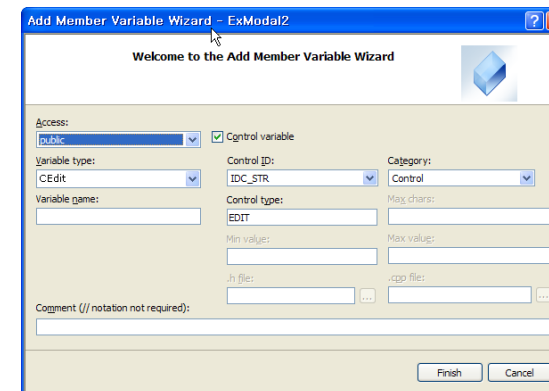 Add Member Variable Wizard - ExModal2
Welcome to the Add Member Variable Wizard
Access:
public
Control variable
Variable type:
Control ID:
Category:
CEdit
IDC_STR
Control
Variable name:
Control type:
Max chars:
EDIT
Min value:
Max value:
.h file:
.cpp file:
...
...
Comment (// notation not required):
Finish
Cancel